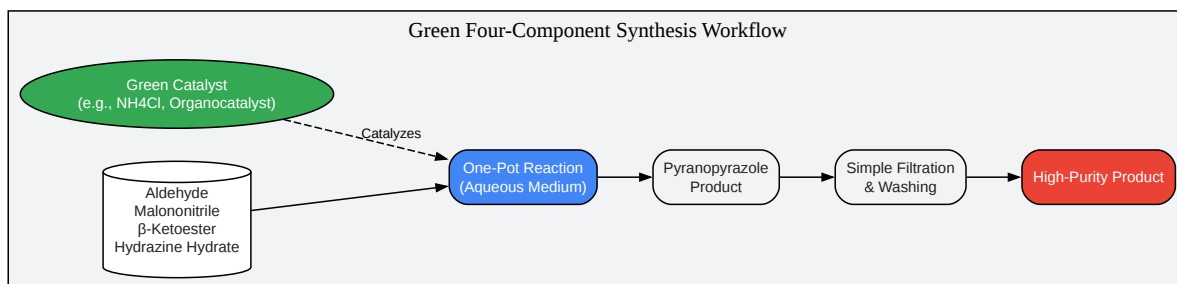 Green Four-Component Synthesis Workflow
Green Catalyst
(e.g., NH4Cl, Organocatalyst)
Catalyzes
Aldehyde
Malononitrile
β-Ketoester
Hydrazine Hydrate
One-Pot Reaction
(Aqueous Medium)
Pyranopyrazole
Product
Simple Filtration
& Washing
High-Purity Product